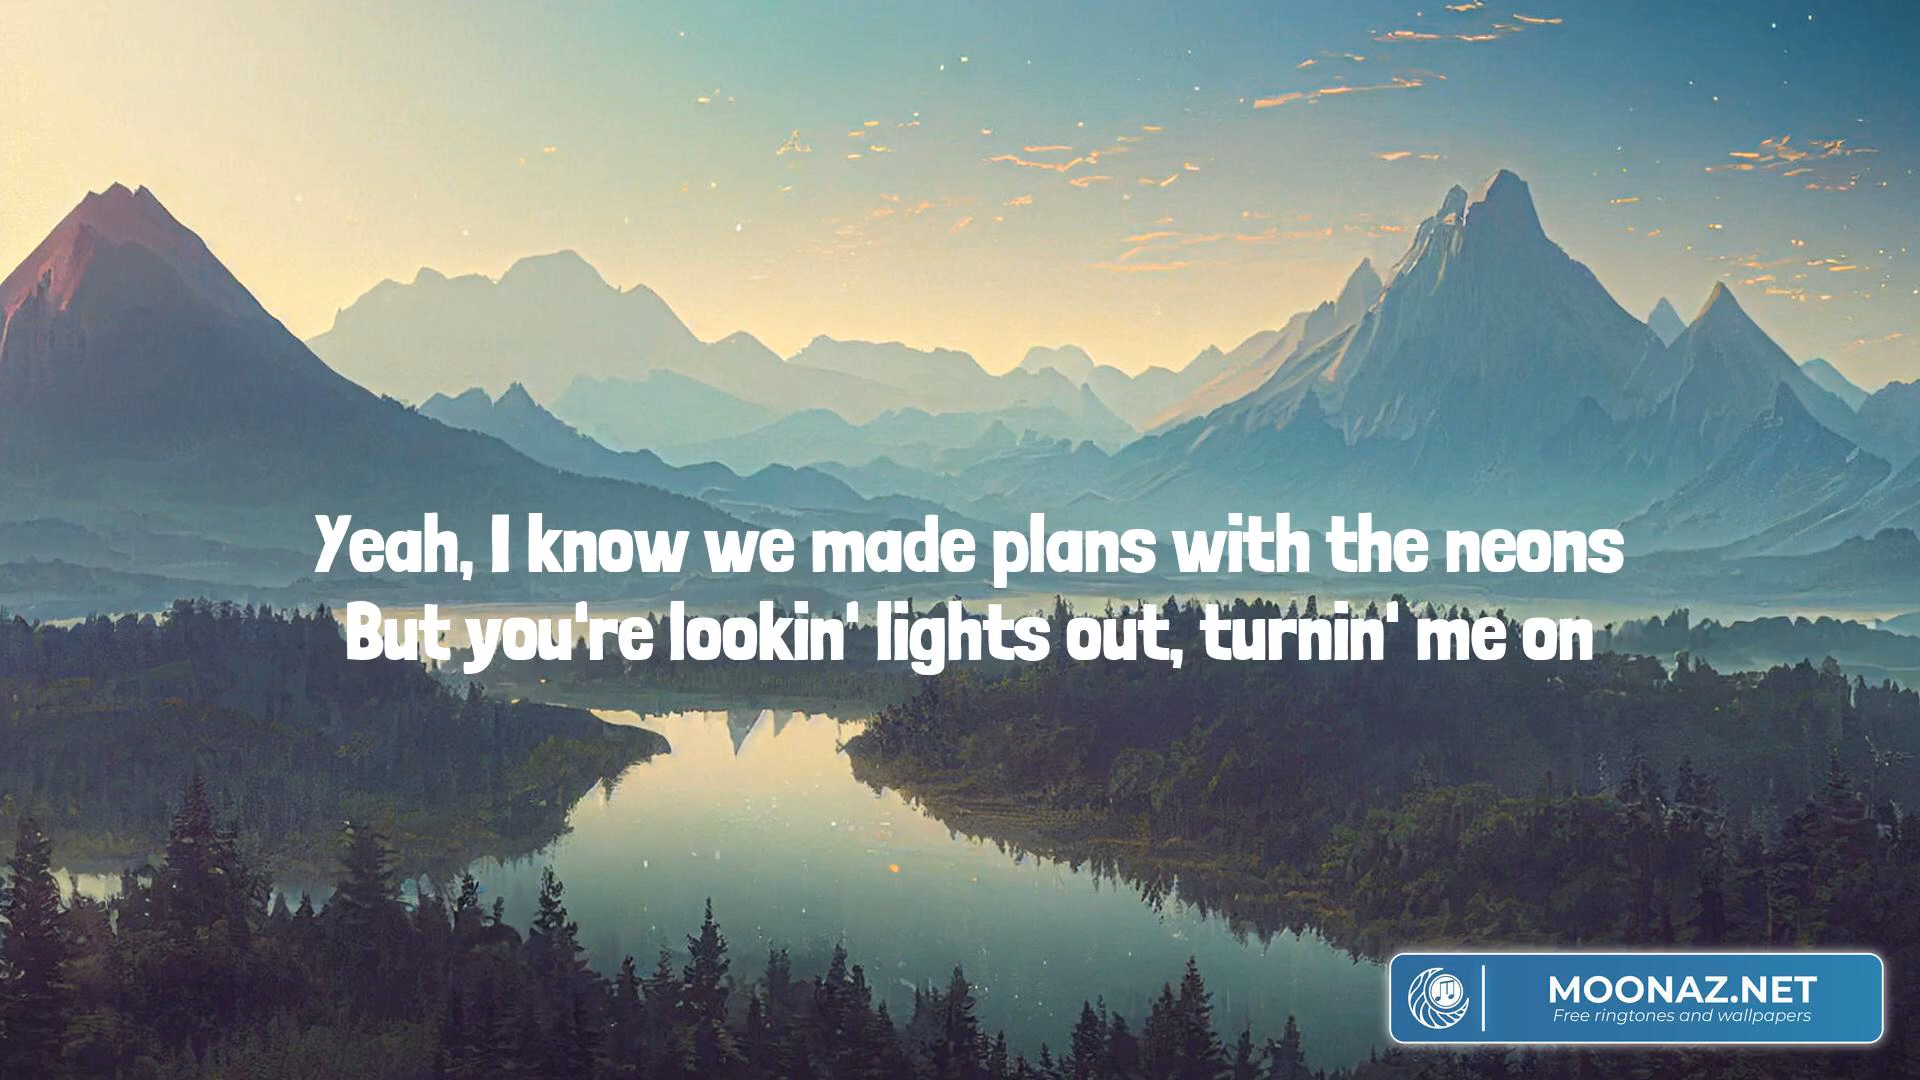 Yeah, I know we made plans with the neons
But you're lookin' lights out, turnin' me on
MOONAZ.NET
Free ringtones and wallpapers